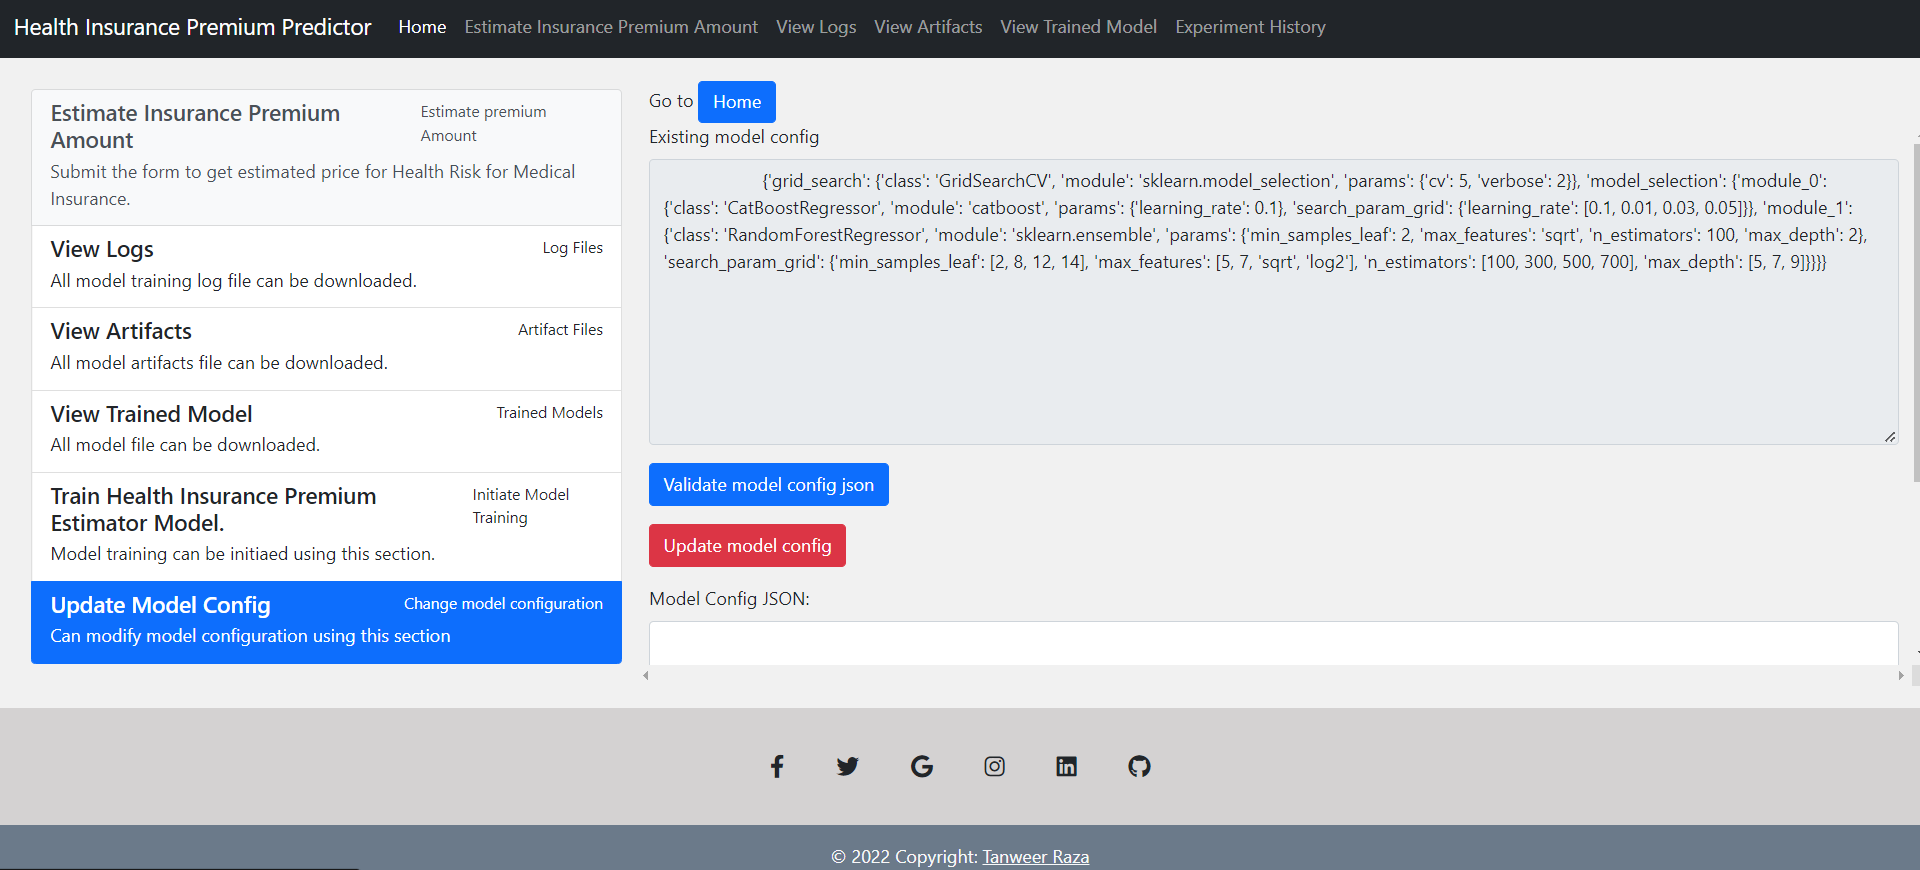 Health Insurance Premium Predictor Home Estimate Insurance Premium Amount View Logs View Artifacts View Trained Model Experiment History
Estimate Insurance Premium
Amount
Estimate premium
Amount
Submit the form to get estimated price for Health Risk for Medical
Insurance.
View Logs
Log Files
All model training log file can be downloaded.
View Artifacts
Artifact Files
All model artifacts file can be downloaded.
View Trained Model
Trained Models
All model file can be downloaded.
Train Health Insurance Premium
Estimator Model.
Initiate Model
Training
Model training can be initiaed using this section.
Update Model Config
Change model configuration
Can modify model configuration using this section
Go to Home
Existing model config
{'grid_search': {'class': 'GridSearchCV', 'module': 'sklearn.model_selection', 'params': {'cv': 5, 'verbose': 2}}, 'model_selection': {'module_0':
{'class': 'CatBoostRegressor', 'module': 'catboost', 'params': {'learning_rate': 0.1}, 'search_param_grid': {'learning_rate': [0.1, 0.01, 0.03, 0.05]}}, 'module_1':
{'class': 'RandomForestRegressor', 'module': 'sklearn.ensemble', 'params': {'min_samples_leaf': 2, 'max_features': 'sqrt', 'n_estimators': 100, 'max_depth': 2},
'search_param_grid': {'min_samples_leaf': [2, 8, 12, 14], 'max_features': [5, 7, 'sqrt', 'log2'], 'n_estimators': [100, 300, 500, 700], 'max_depth': [5, 7, 9]}}}}}
Validate model config json
Update model config
Model Config JSON:
© 2022 Copyright: Tanweer Raza